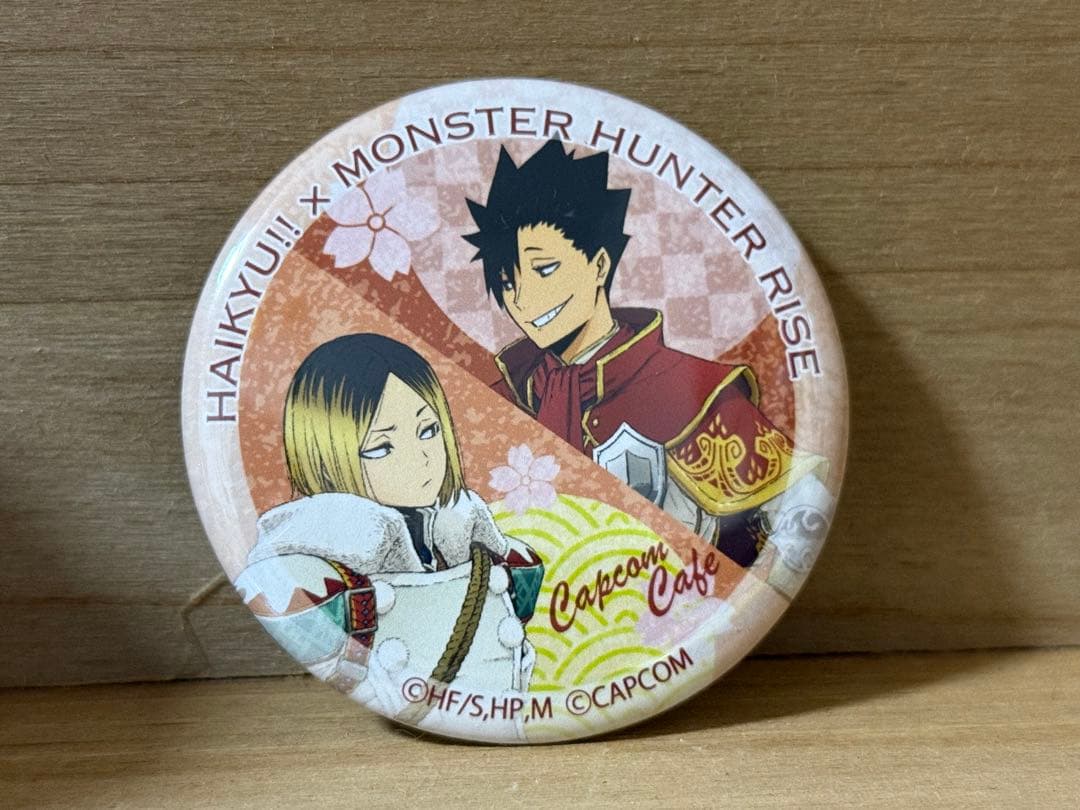 HAIKYU!! × MONSTER HUNTER RISE
Capcom
Cafe
©HF/S,HP,M ©CAPCOM